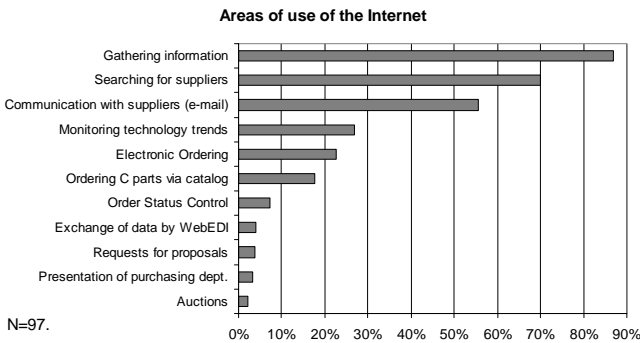 Areas of use of the Internet
Gathering information
Searching for suppliers
Communication with suppliers (e-mail)
Monitoring technology trends
Electronic Ordering
Ordering C parts via catalog
Order Status Control
Exchange of data by WebEDI
Requests for proposals
Presentation of purchasing dept.
Auctions
N=97.
0% 10% 20% 30% 40% 50% 60% 70% 80% 90%